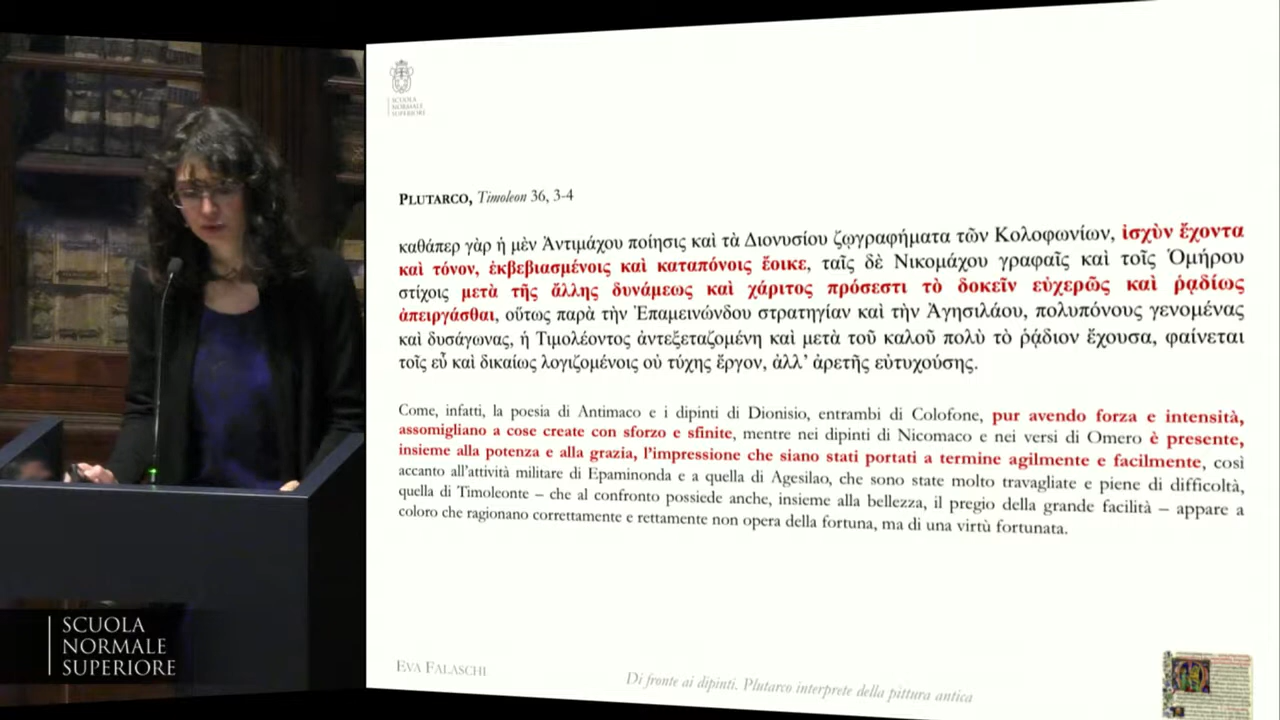 SCUOLA
NORMALE
SUPERIORE
PLUTARCO, Timoleon 36, 3-4
καθάπερ γὰρ ἡ μὲν Ἀντιμάχου ποίησις καὶ τὰ Διονυσίου ζῳγραφήματα τῶν Κολοφωνίων, ἰσχὺν ἔχοντα
καὶ τόνον, ἐκβεβιασμένοις καὶ καταπόνοις ἔοικε, ταῖς δὲ Νικομάχου γραφαῖς καὶ τοῖς Ὁμήρου
στίχοις μετὰ τῆς ἄλλης δυνάμεως καὶ χάριτος πρόσεστι τὸ δοκεῖν εὐχερῶς καὶ ῥᾳδίως
ἀπειργάσθαι, οὕτως παρὰ τὴν Ἐπαμεινώνδου στρατηγίαν καὶ τὴν Ἀγησιλάου, πολυπόνους γενομένας
καὶ δυσάγωνας, ἡ Τιμολέοντος ἀντεξεταζομένη καὶ μετὰ τοῦ καλοῦ πολὺ τὸ ῥᾴδιον ἔχουσα, φαίνεται
τοῖς εὖ καὶ δικαίως λογιζομένοις οὐ τύχης ἔργον, ἀλλ’ ἀρετῆς εὐτυχούσης.
Come, infatti, la poesia di Antimaco e i dipinti di Dionisio, entrambi di Colofone, pur avendo forza e intensità,
assomigliano a cose create con sforzo e sfinite, mentre nei dipinti di Nicomaco e nei versi di Omero è presente,
insieme alla potenza e alla grazia, l’impressione che siano stati portati a termine agilmente e facilmente, così
accanto all’attività militare di Epaminonda e a quella di Agesilao, che sono state molto travagliate e piene di difficoltà,
quella di Timoleonte – che al confronto possiede anche, insieme alla bellezza, il pregio della grande facilità – appare a
coloro che ragionano correttamente e rettamente non opera della fortuna, ma di una virtù fortunata.
SCUOLA
NORMALE
SUPERIORE
EVA FALASCHI
Di fronte ai dipinti. Plutarco interprete della pittura antica